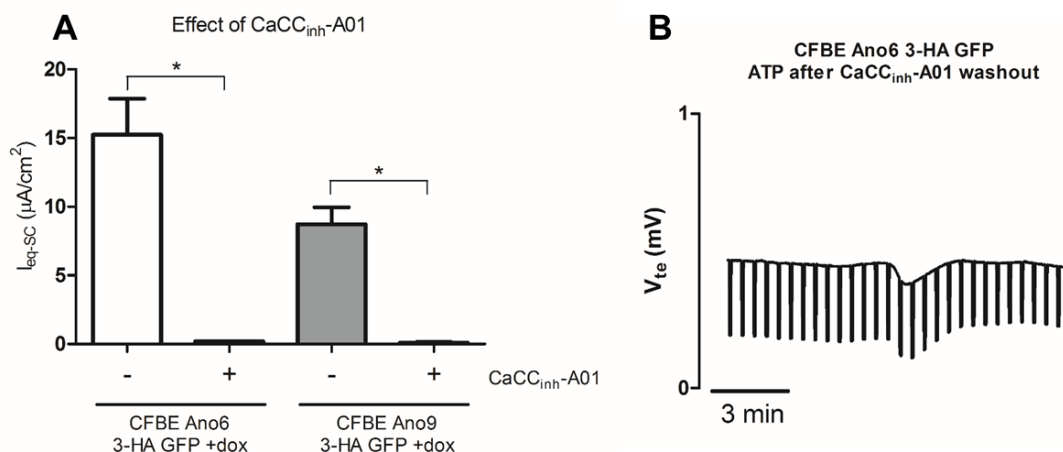 A
Effect of CaCCinh-A01
*
*
20
15
10
5
0
Ieq-SC (μA/cm2)
- + - +
CaCCinh-A01
CFBE Ano6
3-HA GFP +dox
CFBE Ano9
3-HA GFP +dox
B
CFBE Ano6 3-HA GFP
ATP after CaCCinh-A01 washout
1
Vte (mV)
0
3 min